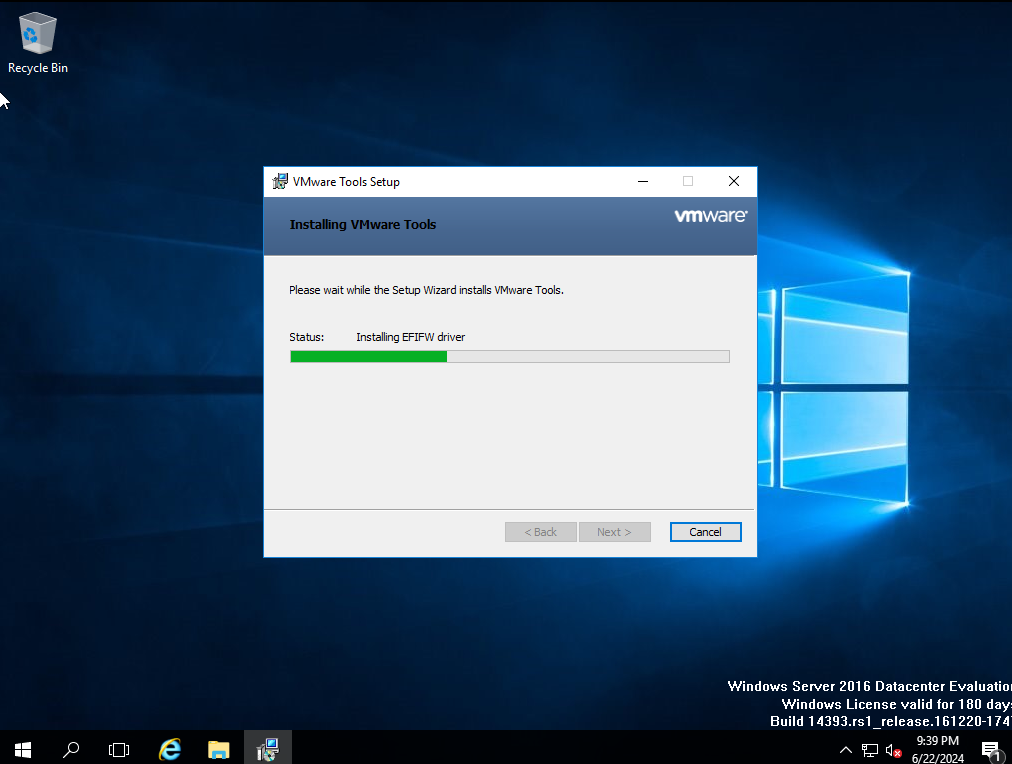 Recycle Bin
VMware Tools Setup
Installing VMware Tools
vmware
Please wait while the Setup Wizard installs VMware Tools.
Status: Installing EFIFW driver
< Back Next > Cancel
Windows Server 2016 Datacenter Evaluation
Windows License valid for 180 days
Build 14393.rs1_release.161220-174
9:39 PM
6/22/2024
1